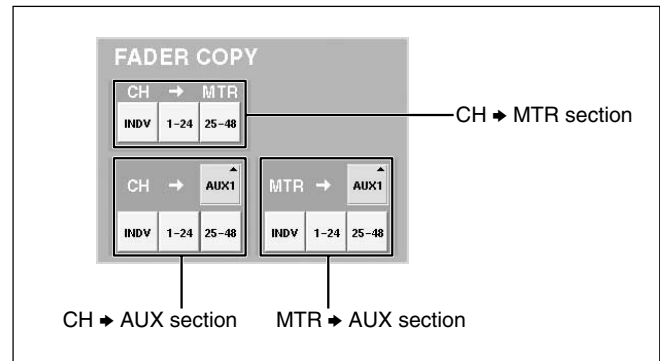 FADER COPY
CH → MTR
INDV 1-24 25-48
CH → MTR section
CH → AUX1
INDV 1-24 25-48
MTR → AUX1
INDV 1-24 25-48
CH → AUX section
MTR → AUX section